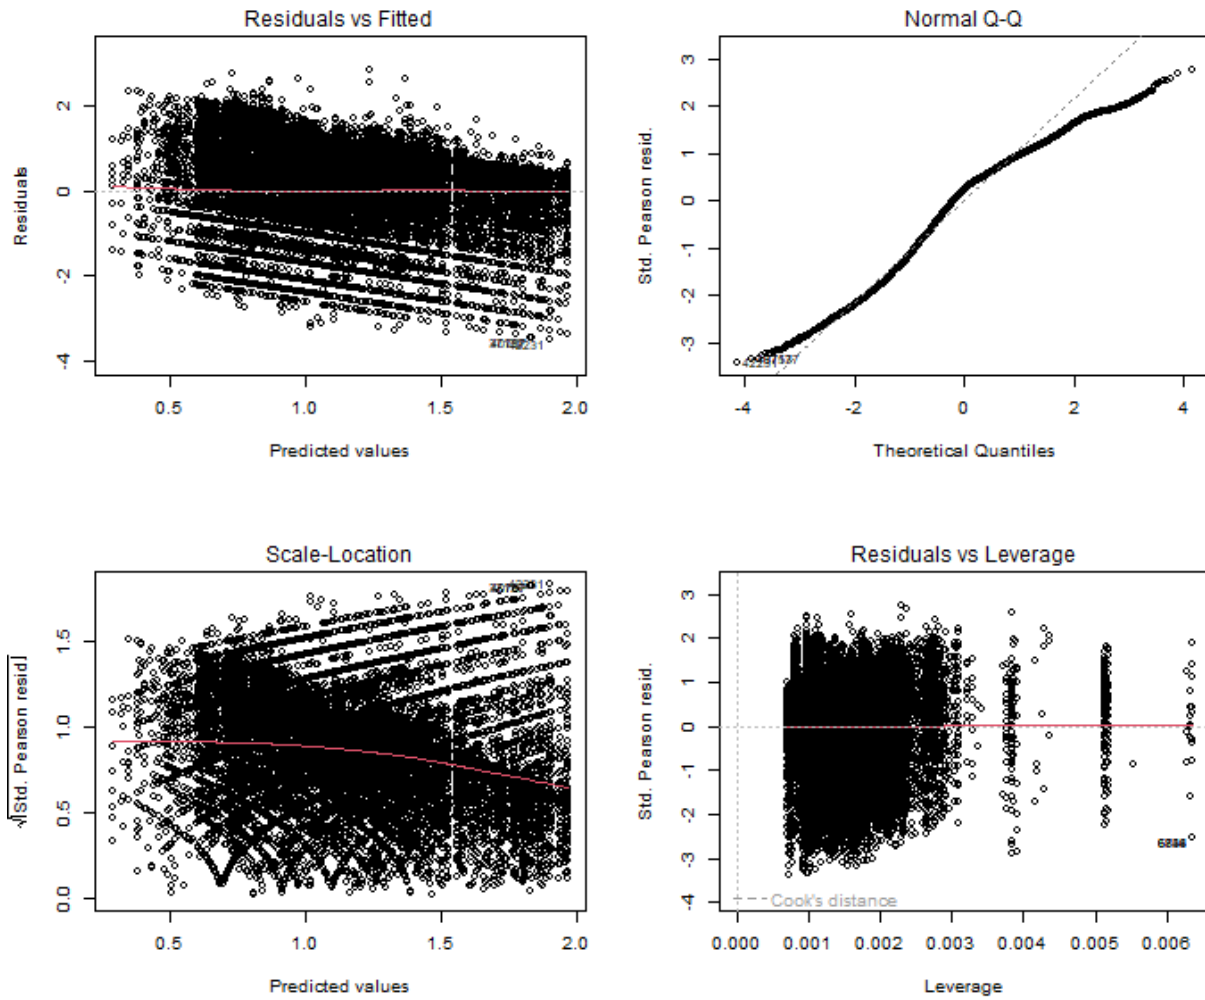 Residuals vs Fitted
Residuals
2
0
-2
-4
0.5 1.0 1.5 2.0
Predicted values
Normal Q-Q
Std. Pearson resid.
3
2
1
0
-1
-2
-3
-4 -2 0 2 4
Theoretical Quantiles
Scale-Location
√|Std. Pearson resid.|
1.5
1.0
0.5
0.0
0.5 1.0 1.5 2.0
Predicted values
Residuals vs Leverage
Std. Pearson resid.
3
2
1
0
-1
-2
-3
-4
Cook's distance
0.000 0.001 0.002 0.003 0.004 0.005 0.006
Leverage